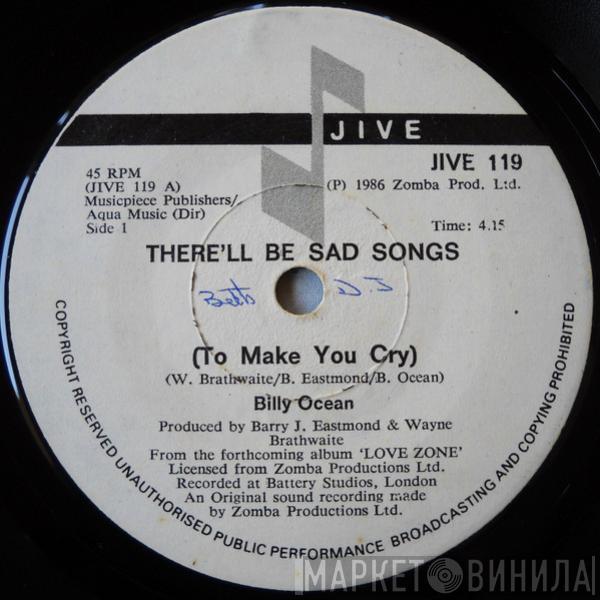 JIVE
JIVE 119
45 RPM
(JIVE 119 A)
Musicpiece Publishers/
Aqua Music (Dir)
Side 1
(P) 1986 Zomba Prod. Ltd.
Time: 4.15
THERE'LL BE SAD SONGS
D.J
(To Make You Cry)
(W. Brathwaite/B. Eastmond/B. Ocean)
Billy Ocean
Produced by Barry J. Eastmond & Wayne
Brathwaite
From the forthcoming album 'LOVE ZONE'
Licensed from Zomba Productions Ltd.
Recorded at Battery Studios, London
An Original sound recording made
by Zomba Productions Ltd.
COPYRIGHT RESERVED UNAUTHORISED PUBLIC PERFORMANCE BROADCASTING AND COPYING PROHIBITED
МАРКЕТ ВИНИЛА